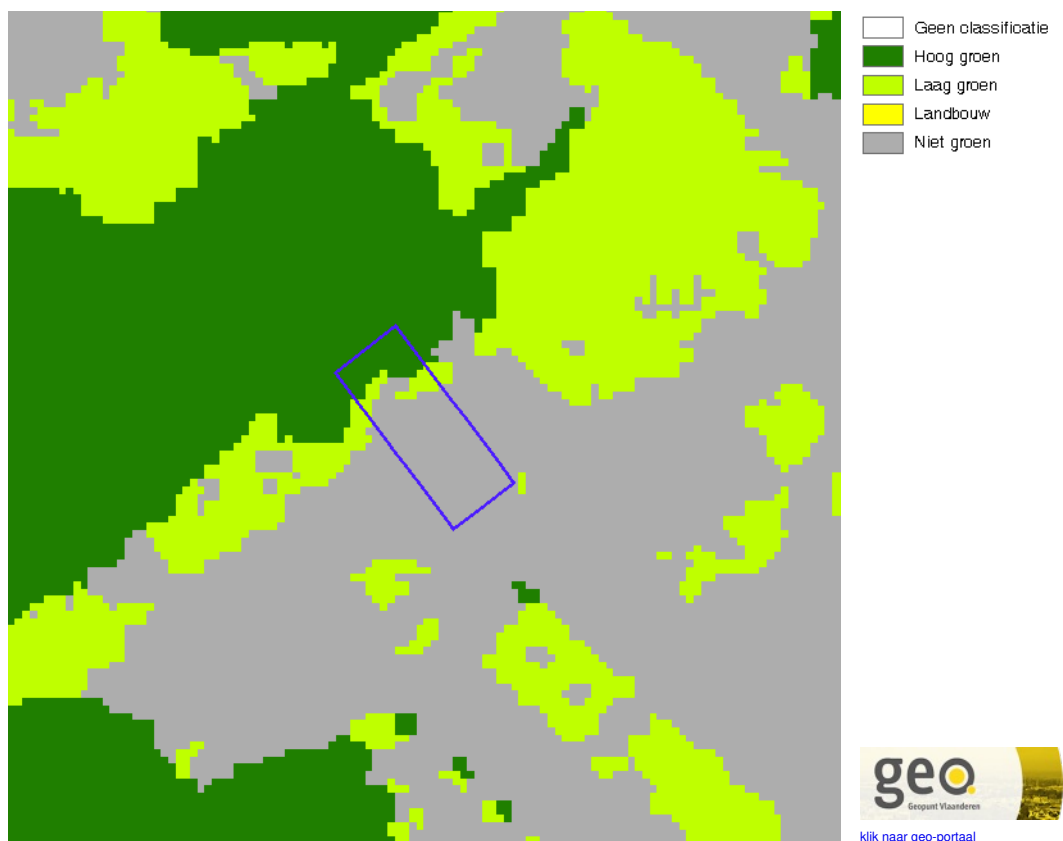 Geen classificatie
Hoog groen
Laag groen
Landbouw
Niet groen
geo
Geopunt Vlaanderen
klik naar geo-portaal